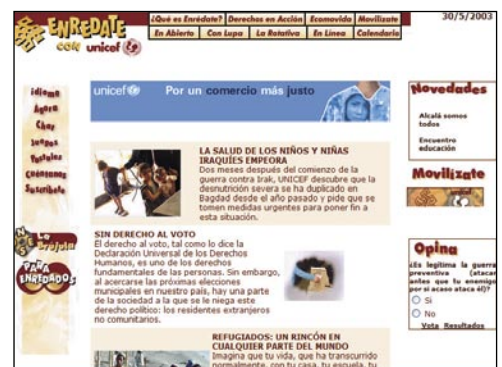 ENREDATE
con unicef
¿Qué es Enrédate?
Derechos en Acción
Ecomovida
Movilízate
En Abierto
Con Lupa
La Rotativa
En Línea
Calendario
30/5/2003
idioma
Ágora
Chat
Juegos
Postales
Cuéntanos
Suscríbete
La Brújula
PARA ENREDADOS
unicef
Por un comercio más justo
LA SALUD DE LOS NIÑOS Y NIÑAS
IRAQUÍES EMPEORA
Dos meses después del comienzo de la
guerra contra Irak, UNICEF descubre que la
desnutrición severa se ha duplicado en
Bagdad desde el año pasado y pide que se
tomen medidas urgentes para poner fin a
esta situación.
SIN DERECHO AL VOTO
El derecho al voto, tal como lo dice la
Declaración Universal de los Derechos
Humanos, es uno de los derechos
fundamentales de las personas. Sin embargo,
al acercarse las próximas elecciones
municipales en nuestro país, hay una parte
de la sociedad a la que se le niega este
derecho político: los residentes extranjeros
no comunitarios.
REFUGIADOS: UN RINCÓN EN
CUALQUIER PARTE DEL MUNDO
Imagina que tu vida, que ha transcurrido
normalmente, con tu casa, tu escuela, tu
Novedades
Alcalá somos
todos
Encuentro
educación
Movilízate
Opina
¿Es legítima la guerra
preventiva (atacar
antes que tu enemigo
por si acaso ataca él)?
Si
No
Vota Resultados